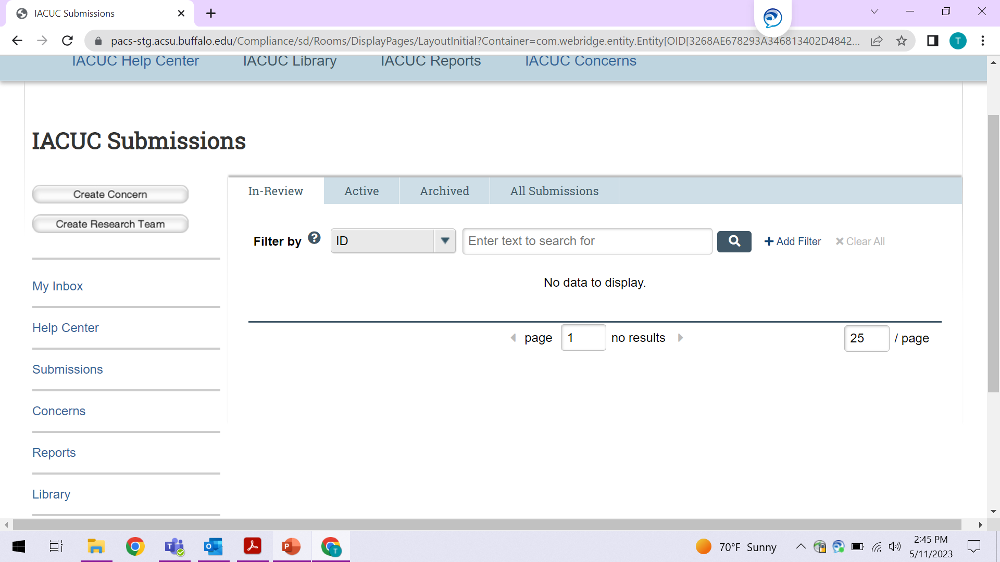 IACUC Submissions
pacs-stg.acsu.buffalo.edu/Compliance/sd/Rooms/DisplayPages/LayoutInitial?Container=com.webridge.entity.Entity[OID[3268AE678293A346813402D4842...
T
IACUC Help Center IACUC Library IACUC Reports IACUC Concerns
IACUC Submissions
Create Concern
Create Research Team
My Inbox
Help Center
Submissions
Concerns
Reports
Library
In-Review Active Archived All Submissions
Filter by ? ID Enter text to search for + Add Filter × Clear All
No data to display.
page 1 no results 25 / page
70°F Sunny
2:45 PM
5/11/2023